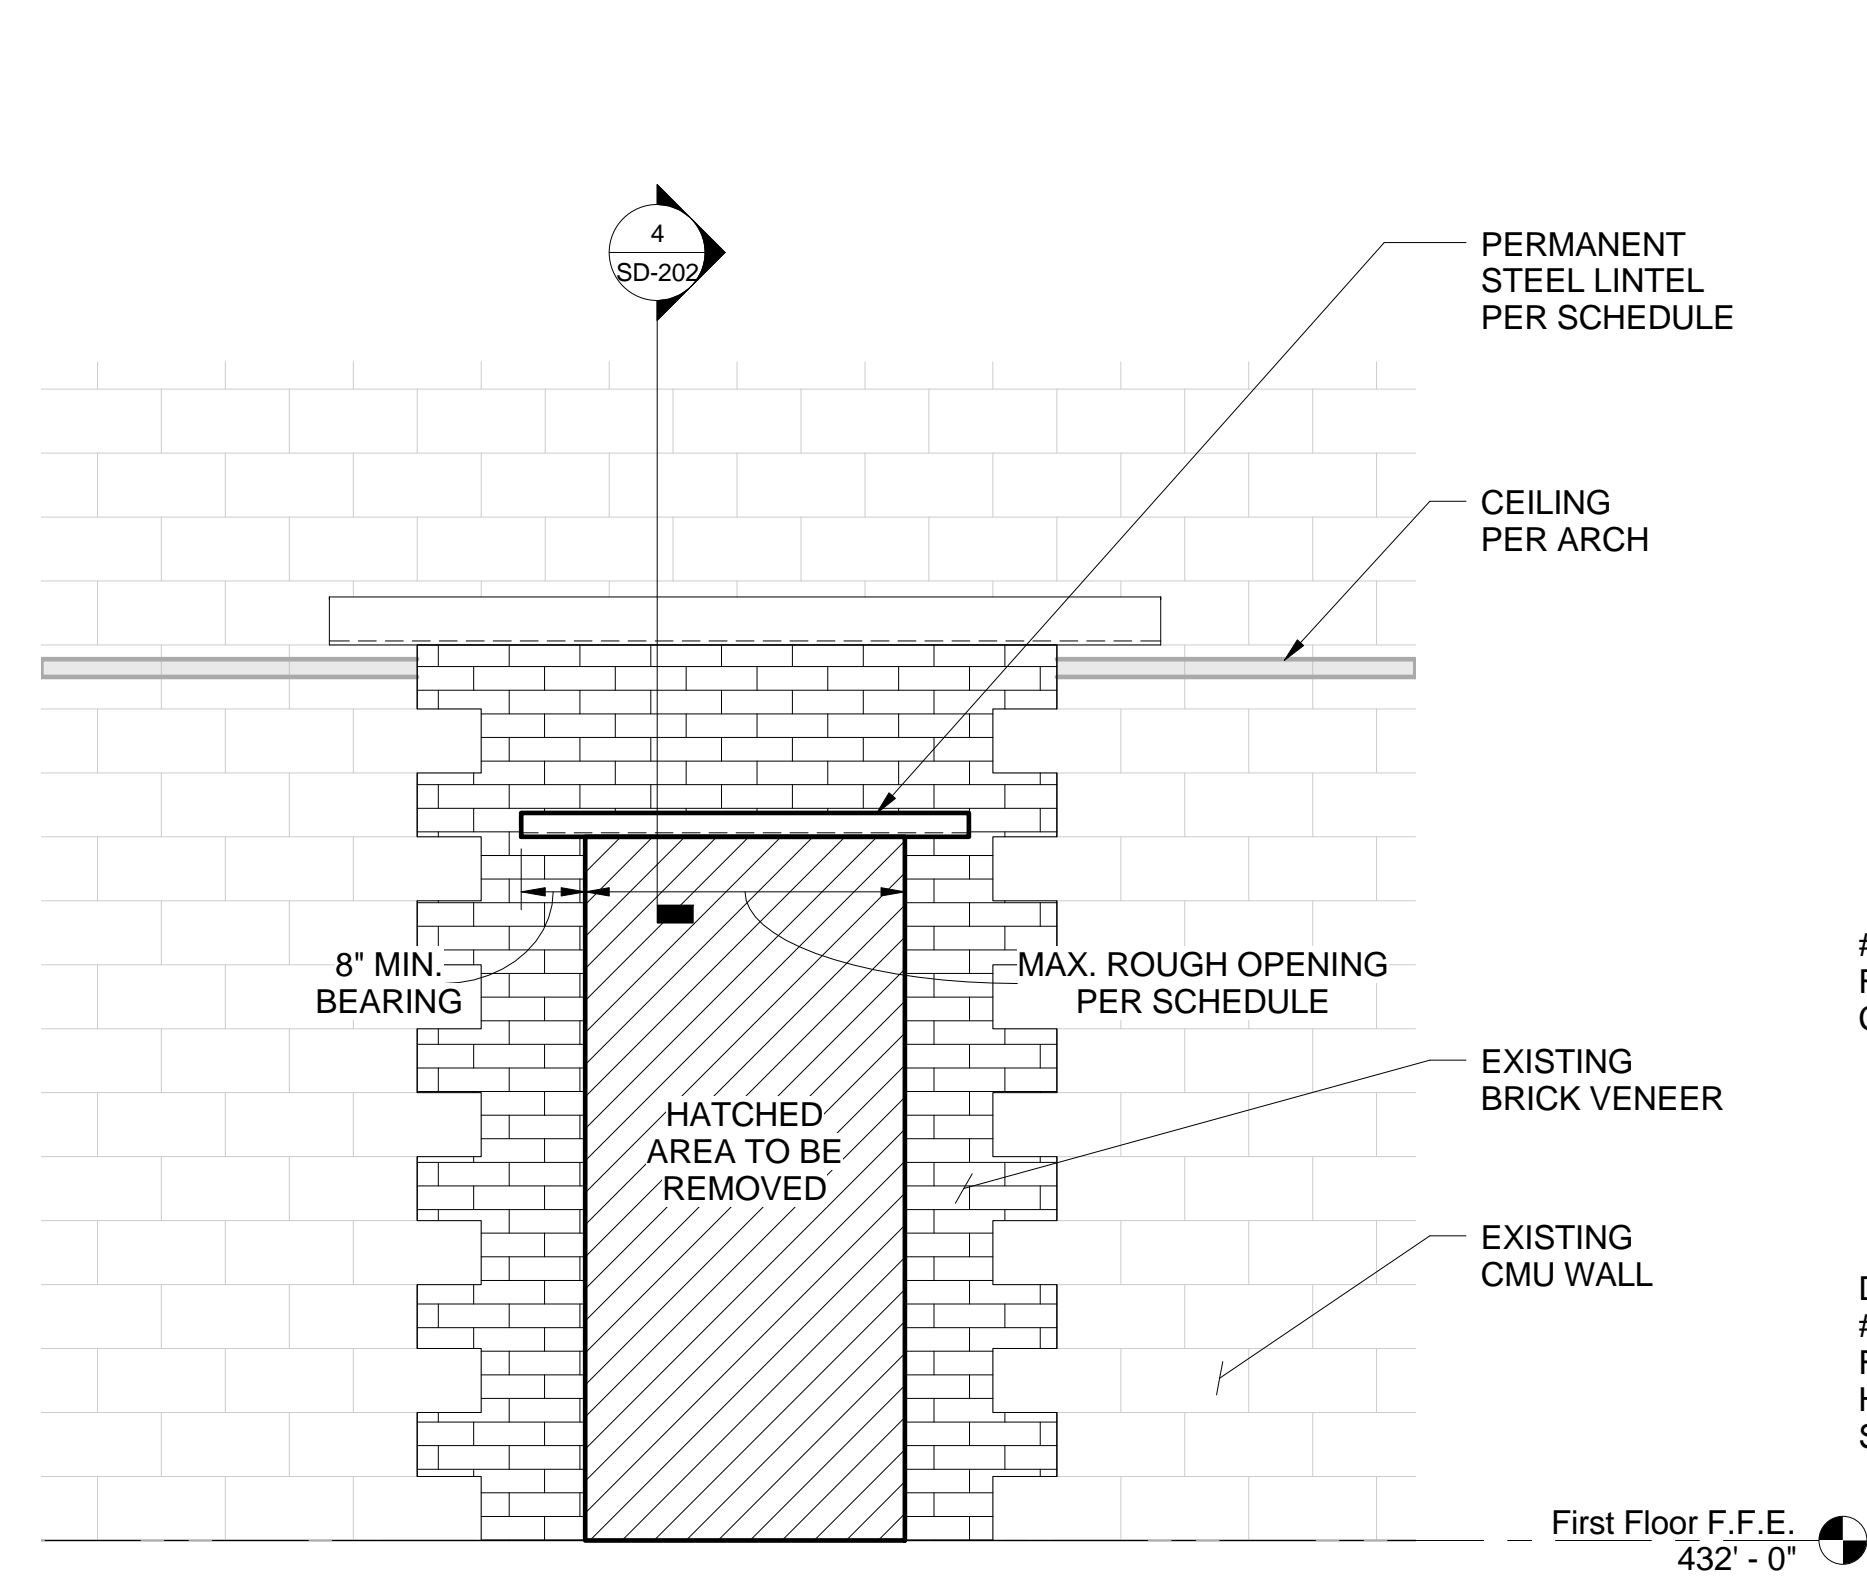 4
SD-202
PERMANENT
STEEL LINTEL
PER SCHEDULE
CEILING
PER ARCH
8" MIN.
BEARING
MAX. ROUGH OPENING
PER SCHEDULE
EXISTING
BRICK VENEER
HATCHED
AREA TO BE
REMOVED
EXISTING
CMU WALL
First Floor F.F.E.
432' - 0"